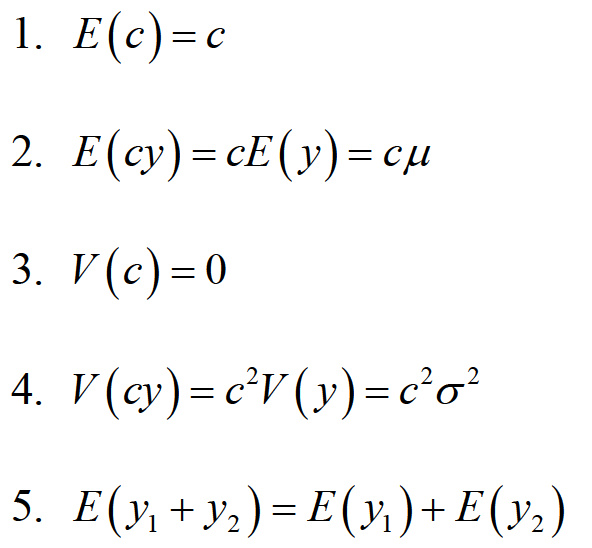 1. E(c) = c
2. E(cy) = cE(y) = cμ
3. V(c) = 0
4. V(cy) = c²V(y) = c²σ²
5. E(y₁ + y₂) = E(y₁) + E(y₂)